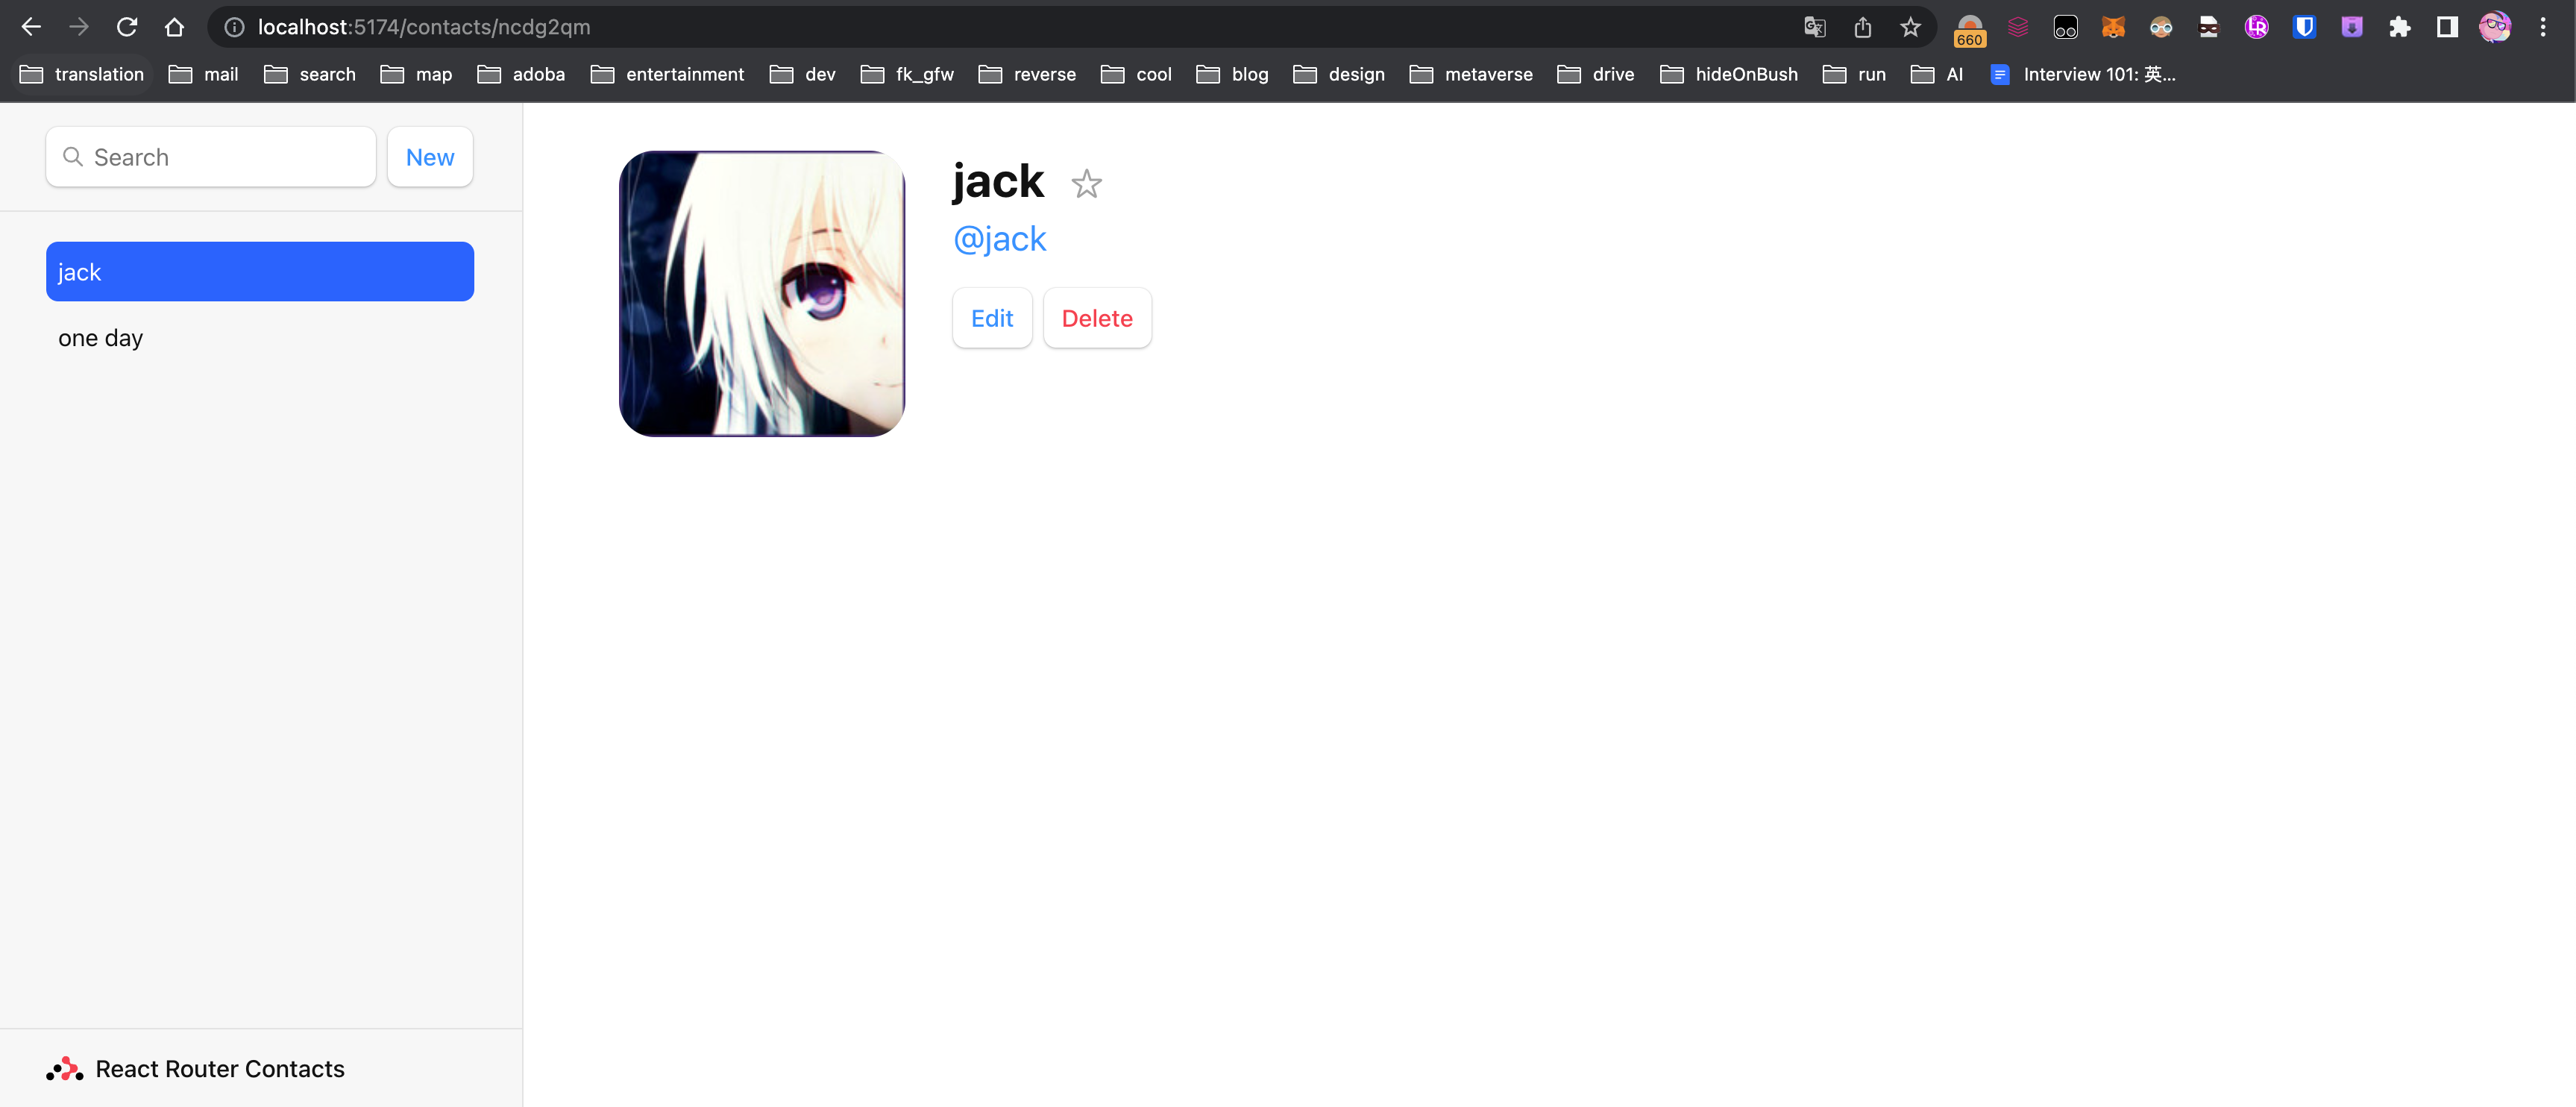 localhost:5174/contacts/ncdg2qm
660
translation mail search map adoba entertainment dev fk_gfw reverse cool blog design metaverse drive hideOnBush run AI Interview 101: 英...
Search New
jack
one day
jack
@jack
Edit Delete
React Router Contacts